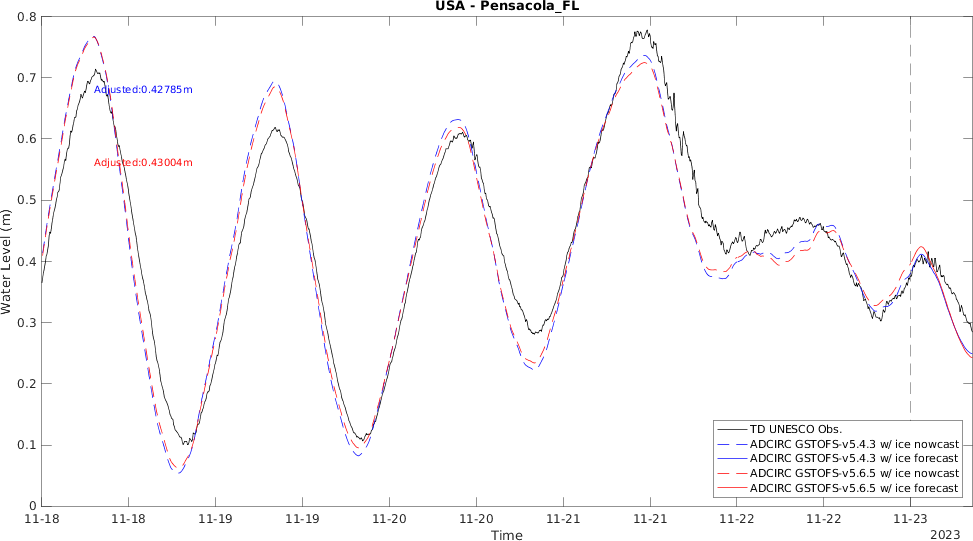 USA - Pensacola_FL
0.8
0.7
0.6
0.5
0.4
0.3
0.2
0.1
0
Water Level (m)
Adjusted:0.42785m
Adjusted:0.43004m
TD UNESCO Obs.
ADCIRC GSTOFS-v5.4.3 w/ ice nowcast
ADCIRC GSTOFS-v5.4.3 w/ ice forecast
ADCIRC GSTOFS-v5.6.5 w/ ice nowcast
ADCIRC GSTOFS-v5.6.5 w/ ice forecast
11-18 11-18 11-19 11-19 11-20 11-20 11-21 11-21 11-22 11-22 11-23
Time
2023